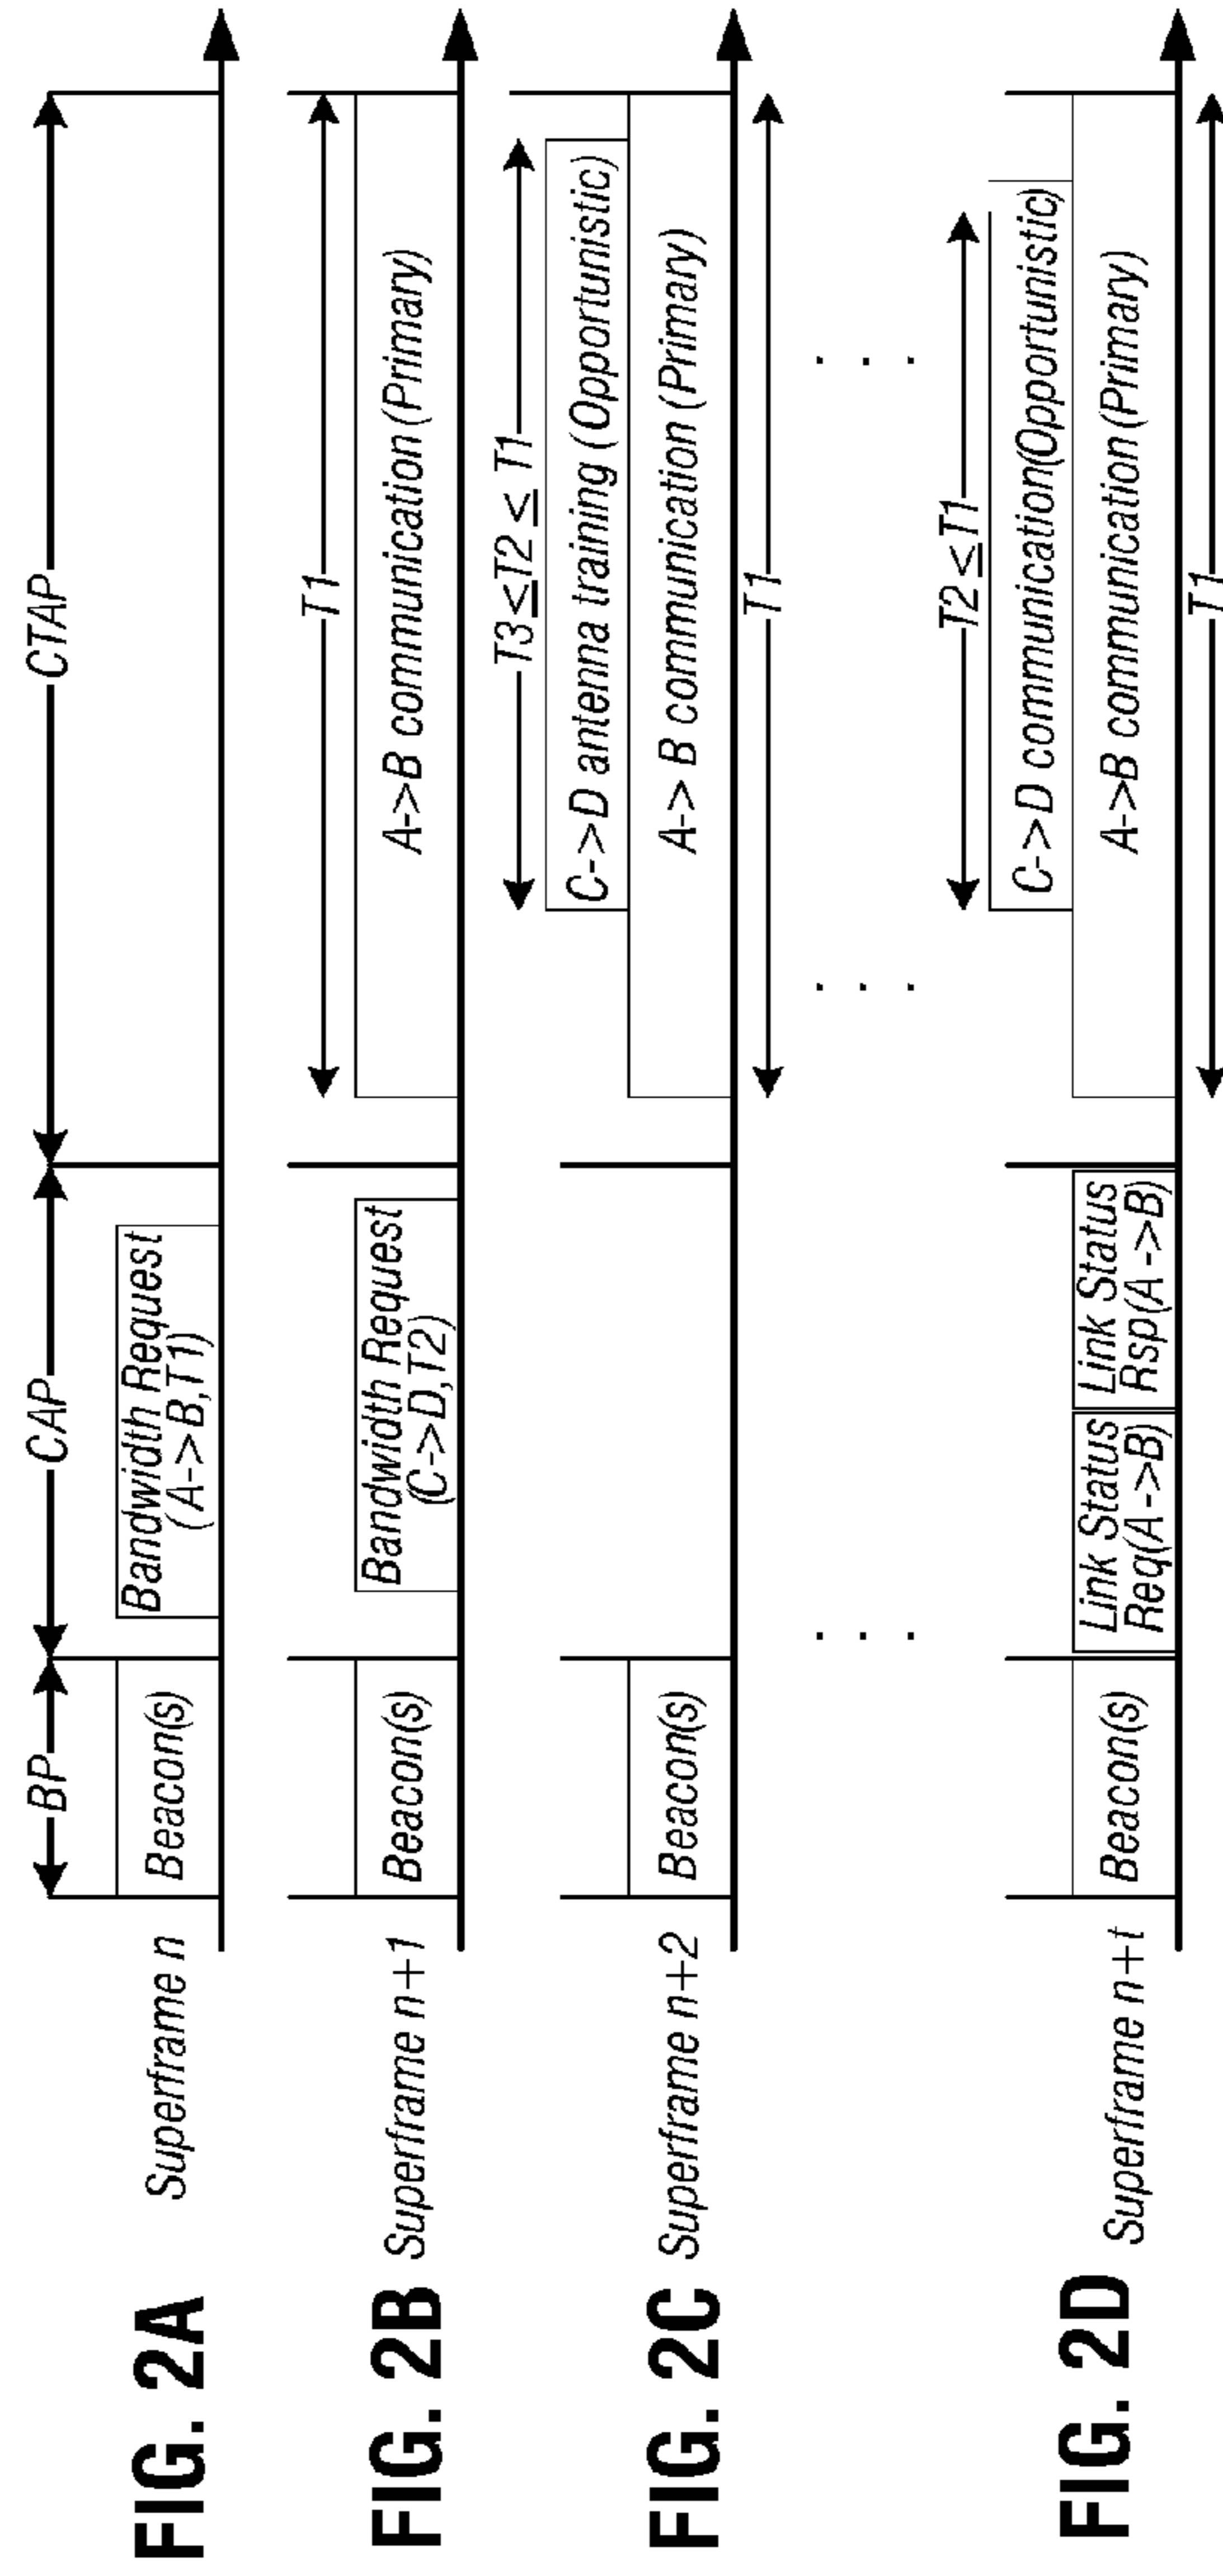 BP
CAP
CTAP
Beacon(s)
Bandwidth Request
(A->B,T1)
Superframe n
FIG. 2A
T1
Beacon(s)
Bandwidth Request
(C->D,T2)
A->B communication (Primary)
Superframe n+1
FIG. 2B
T3≤T2≤T1
C->D antenna training (Opportunistic)
Beacon(s)
A->B communication (Primary)
Superframe n+2
FIG. 2C
T1
. . .
. . .
. . .
T2≤T1
C->D communication(Opportunistic)
Beacon(s)
Link Status
Req(A->B)
Link Status
Rsp(A->B)
A->B communication (Primary)
Superframe n+t
FIG. 2D
T1